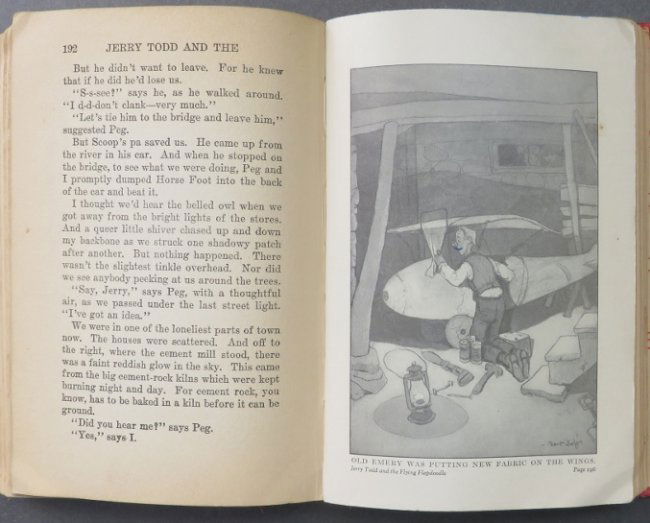 192 JERRY TODD AND THE
But he didn't want to leave. For he knew
that if he did he'd lose us.
"S-s-see?" says he, as he walked around.
"I d-d-don't clank—very much."
"Let's tie him to the bridge and leave him,"
suggested Peg.
But Scoop's pa saved us. He came up from
the river in his car. And when he stopped on
the bridge, to see what we were doing, Peg and
I promptly dumped Horse Foot into the back
of the car and beat it.
I thought we'd hear the belled owl when we
got away from the bright lights of the stores.
And a queer little shiver chased up and down
my backbone as we struck one shadowy patch
after another. But nothing happened. There
wasn't the slightest tinkle overhead. Nor did
we see anybody peeking at us around the trees.
"Say, Jerry," says Peg, with a thoughtful
air, as we passed under the last street light.
"I've got an idea."
We were in one of the loneliest parts of town
now. The houses were scattered. And off to
the right, where the cement mill stood, there
was a faint reddish glow in the sky. This came
from the big cement-rock kilns which were kept
burning night and day. For cement rock, you
know, has to be baked in a kiln before it can be
ground.
"Did you hear me?" says Peg.
"Yes," says I.
OLD EMERY WAS PUTTING NEW FABRIC ON THE WINGS.
Jerry Todd and the Flying Flapdoodle Page 196